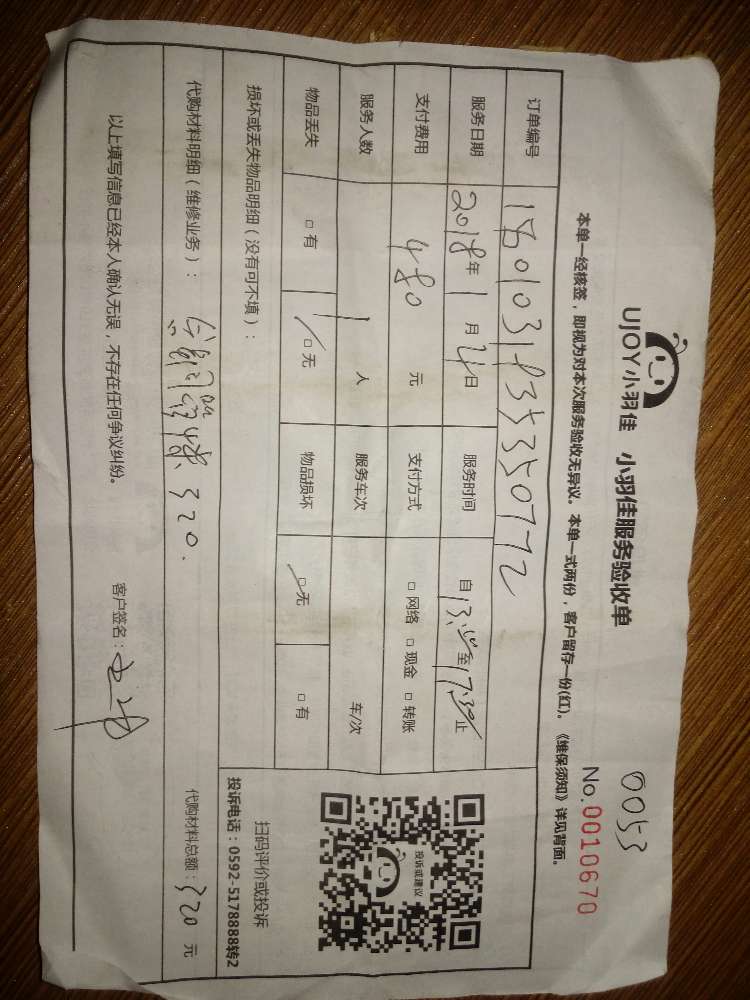 0053
UJOY小羽佳 小羽佳服务验收单
No.0010670
本单一经核签，即视为对本次服务验收无异议。本单一式两份，客户留存一份(红)。《维保须知》详见背面。
订单编号 1801031835350772
服务日期 2018年1月4日 服务时间 自13.30至17.30止
支付费用 480元 支付方式 □网络 □现金 □转账
服务人数 1人 服务车次 车/次
物品丢失 □有 □无 物品损坏 □无 □有
损坏或丢失物品明细（没有可不填）：
投诉或建议
扫码评价或投诉
投诉电话：0592-5178888转2
代购材料明细（维修业务）： 320.
代购材料总额：320元
以上填写信息已经本人确认无误，不存在任何争议纠纷。
客户签名：